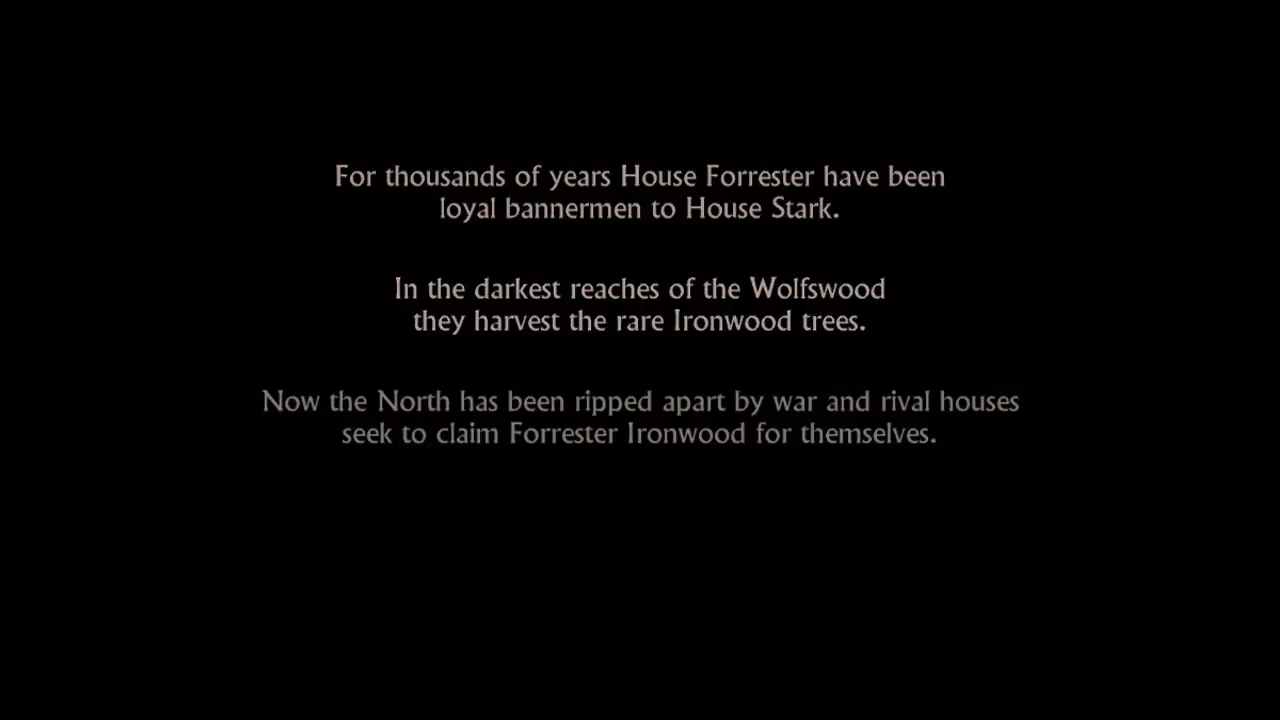 For thousands of years House Forrester have been
loyal bannermen to House Stark.
In the darkest reaches of the Wolfswood
they harvest the rare Ironwood trees.
Now the North has been ripped apart by war and rival houses
seek to claim Forrester Ironwood for themselves.